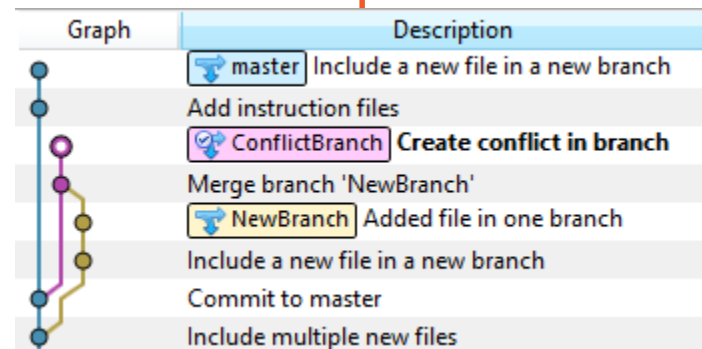 Graph Description
master Include a new file in a new branch
Add instruction files
ConflictBranch Create conflict in branch
Merge branch 'NewBranch'
NewBranch Added file in one branch
Include a new file in a new branch
Commit to master
Include multiple new files